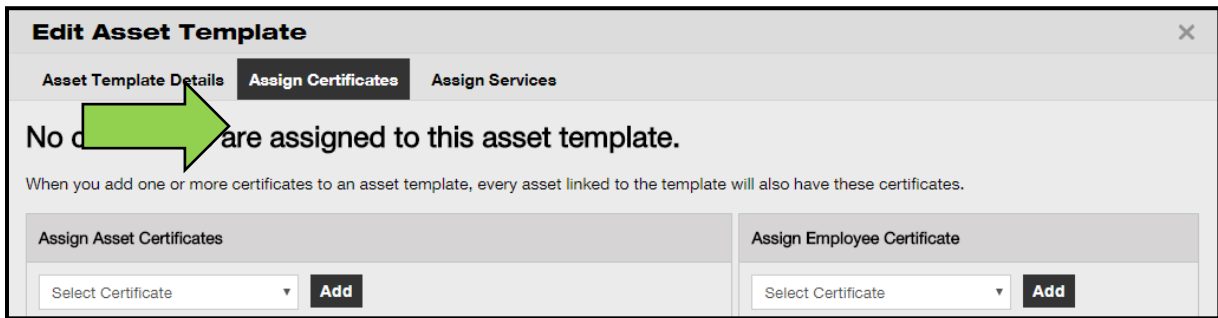 Edit Asset Template
×
Asset Template Details Assign Certificates Assign Services
No are assigned to this asset template.
When you add one or more certificates to an asset template, every asset linked to the template will also have these certificates.
Assign Asset Certificates Assign Employee Certificate
Select Certificate Add Select Certificate Add